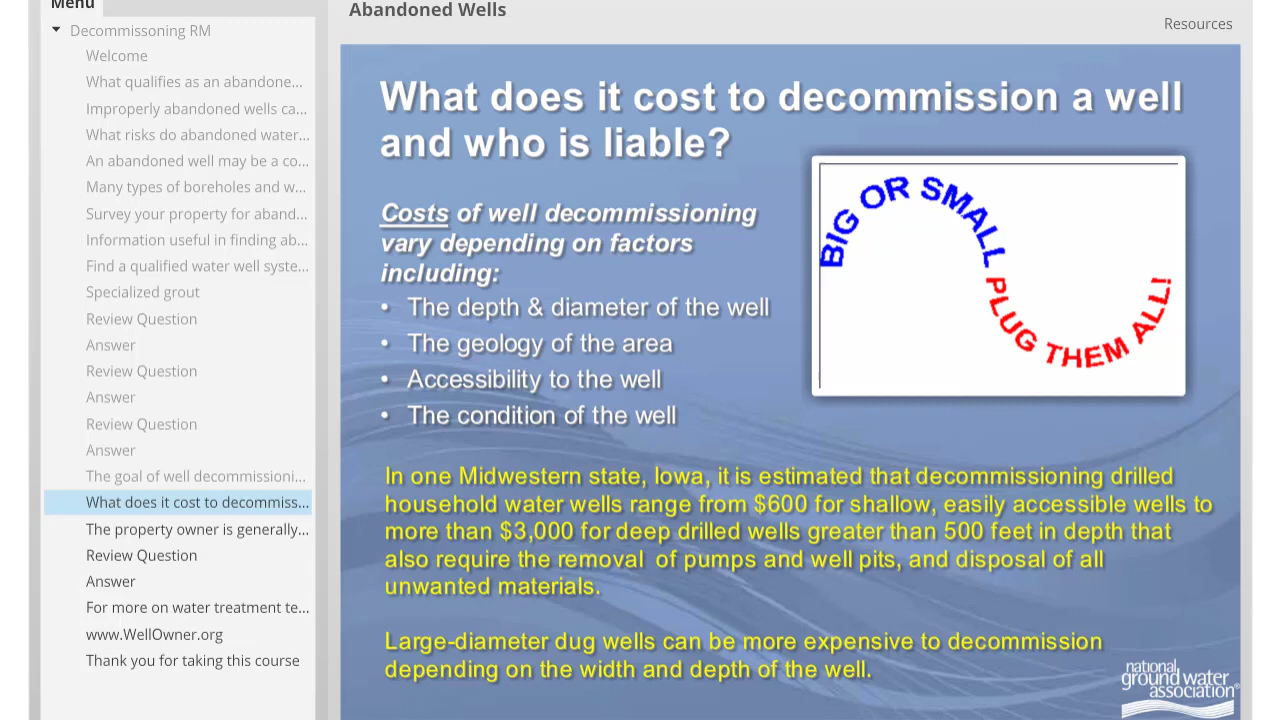 Menu
Decommissoning RM
Welcome
What qualifies as an abandone...
Improperly abandoned wells ca...
What risks do abandoned water...
An abandoned well may be a co...
Many types of boreholes and w...
Survey your property for aband...
Information useful in finding ab...
Find a qualified water well syste...
Specialized grout
Review Question
Answer
Review Question
Answer
Review Question
Answer
The goal of well decommissioni...
What does it cost to decommiss...
The property owner is generally...
Review Question
Answer
For more on water treatment te...
www.WellOwner.org
Thank you for taking this course
Abandoned Wells
Resources
What does it cost to decommission a well
and who is liable?
Costs of well decommissioning
vary depending on factors
including:
• The depth & diameter of the well
• The geology of the area
• Accessibility to the well
• The condition of the well
BIG OR SMALL
PLUG THEM ALL!
In one Midwestern state, Iowa, it is estimated that decommissioning drilled
household water wells range from $600 for shallow, easily accessible wells to
more than $3,000 for deep drilled wells greater than 500 feet in depth that
also require the removal of pumps and well pits, and disposal of all
unwanted materials.
Large-diameter dug wells can be more expensive to decommission
depending on the width and depth of the well.
national
ground water
association®